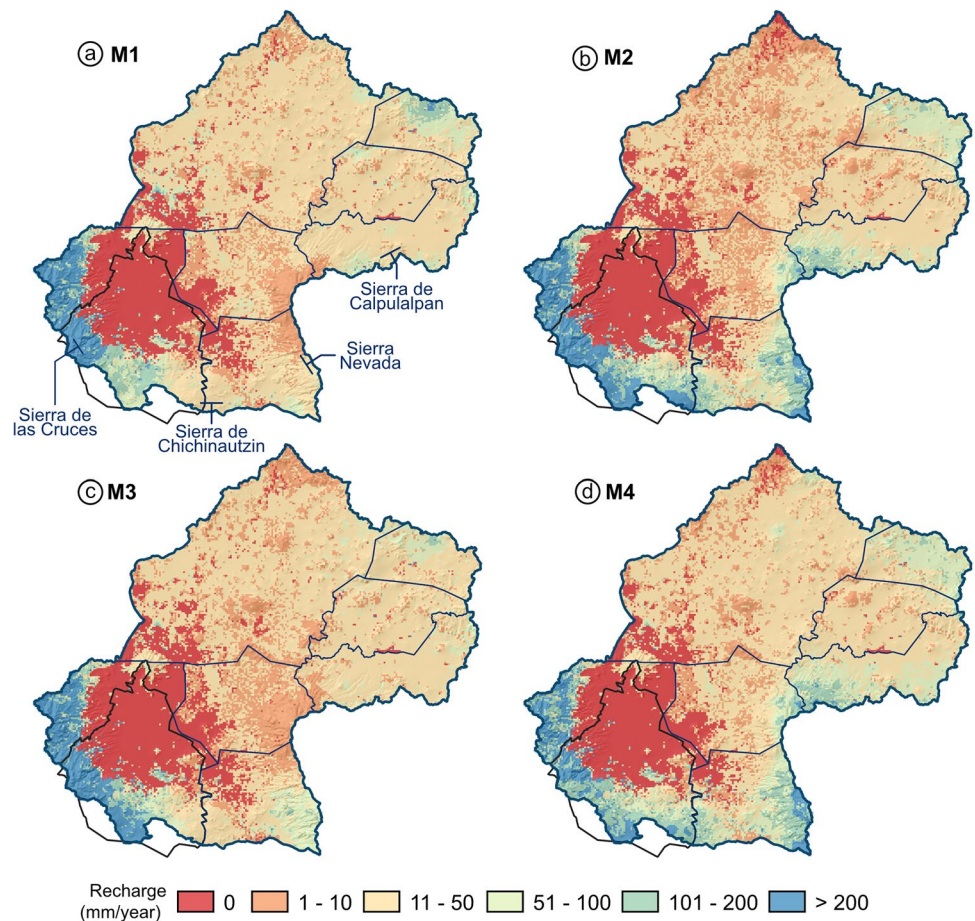 ⓐ M1
ⓑ M2
Sierra de
Calpulalpan
Sierra
Nevada
Sierra de
las Cruces
Sierra de
Chichinautzin
ⓒ M3
ⓓ M4
Recharge
(mm/year)
0
1 - 10
11 - 50
51 - 100
101 - 200
> 200